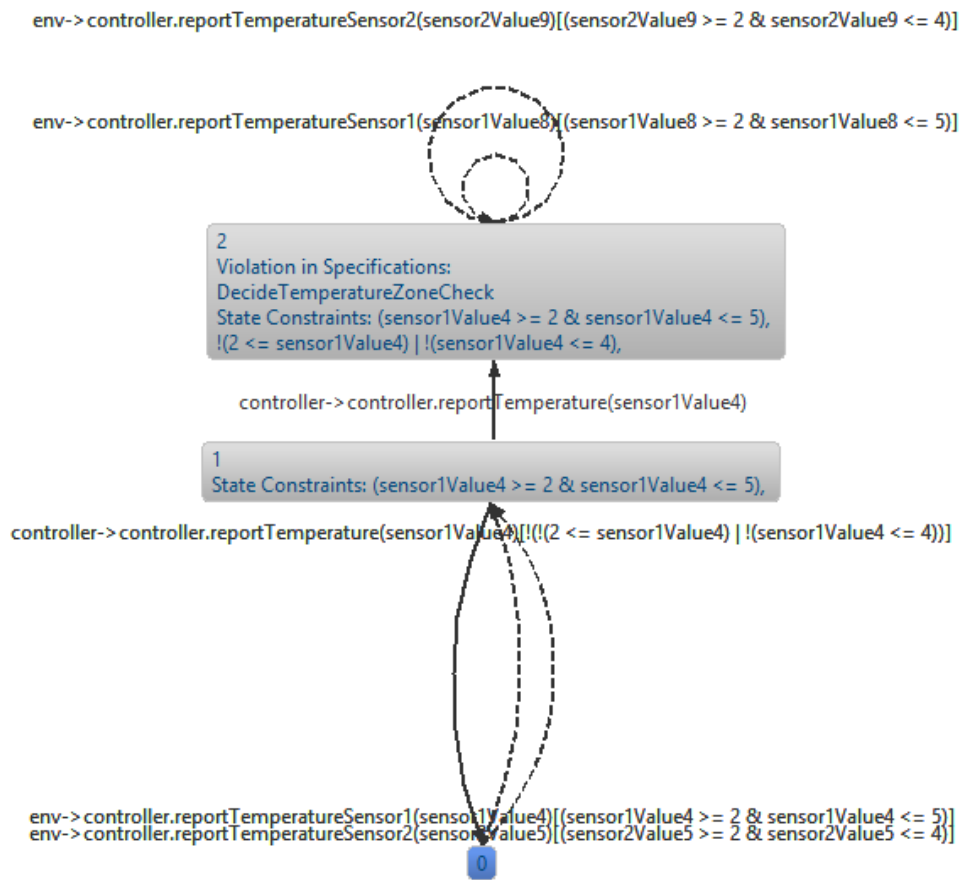 env->controller.reportTemperatureSensor2(sensor2Value9)[(sensor2Value9 >= 2 & sensor2Value9 <= 4)]
env->controller.reportTemperatureSensor1(sensor1Value8)[(sensor1Value8 >= 2 & sensor1Value8 <= 5)]
2
Violation in Specifications:
DecideTemperatureZoneCheck
State Constraints: (sensor1Value4 >= 2 & sensor1Value4 <= 5),
!(2 <= sensor1Value4) | !(sensor1Value4 <= 4),
controller->controller.reportTemperature(sensor1Value4)
1
State Constraints: (sensor1Value4 >= 2 & sensor1Value4 <= 5),
controller->controller.reportTemperature(sensor1Value4)[!(!(2 <= sensor1Value4) | !(sensor1Value4 <= 4))]
env->controller.reportTemperatureSensor1(sensor1Value4)[(sensor1Value4 >= 2 & sensor1Value4 <= 5)]
env->controller.reportTemperatureSensor2(sensor2Value5)[(sensor2Value5 >= 2 & sensor2Value5 <= 4)]
0